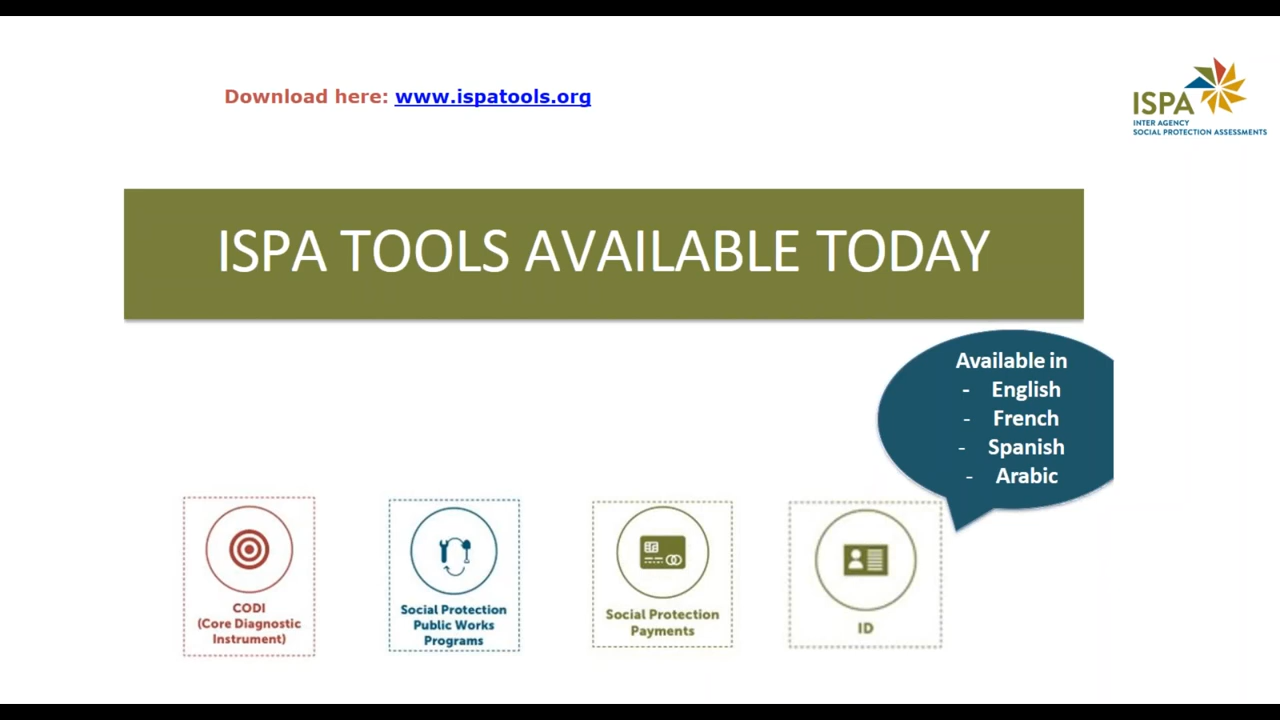 Download here: www.ispatools.org
ISPA
INTER AGENCY
SOCIAL PROTECTION ASSESSMENTS
ISPA TOOLS AVAILABLE TODAY
Available in
- English
- French
- Spanish
- Arabic
CODI
(Core Diagnostic
Instrument)
Social Protection
Public Works
Programs
Social Protection
Payments
ID